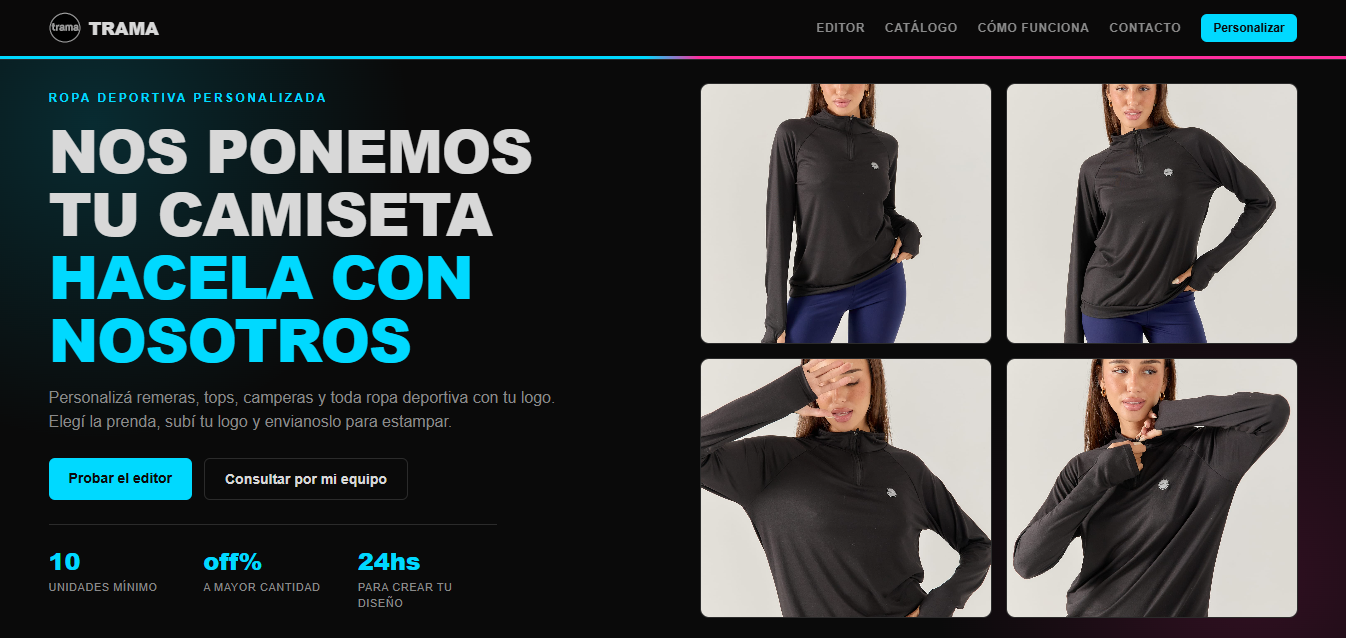 trama TRAMA
EDITOR CATÁLOGO CÓMO FUNCIONA CONTACTO Personalizar
ROPA DEPORTIVA PERSONALIZADA
NOS PONEMOS
TU CAMISETA
HACELA CON
NOSOTROS
Personalizá remeras, tops, camperas y toda ropa deportiva con tu logo.
Elegí la prenda, subí tu logo y envianoslo para estampar.
Probar el editor Consultar por mi equipo
10 off% 24hs
UNIDADES MÍNIMO A MAYOR CANTIDAD PARA CREAR TU
DISEÑO